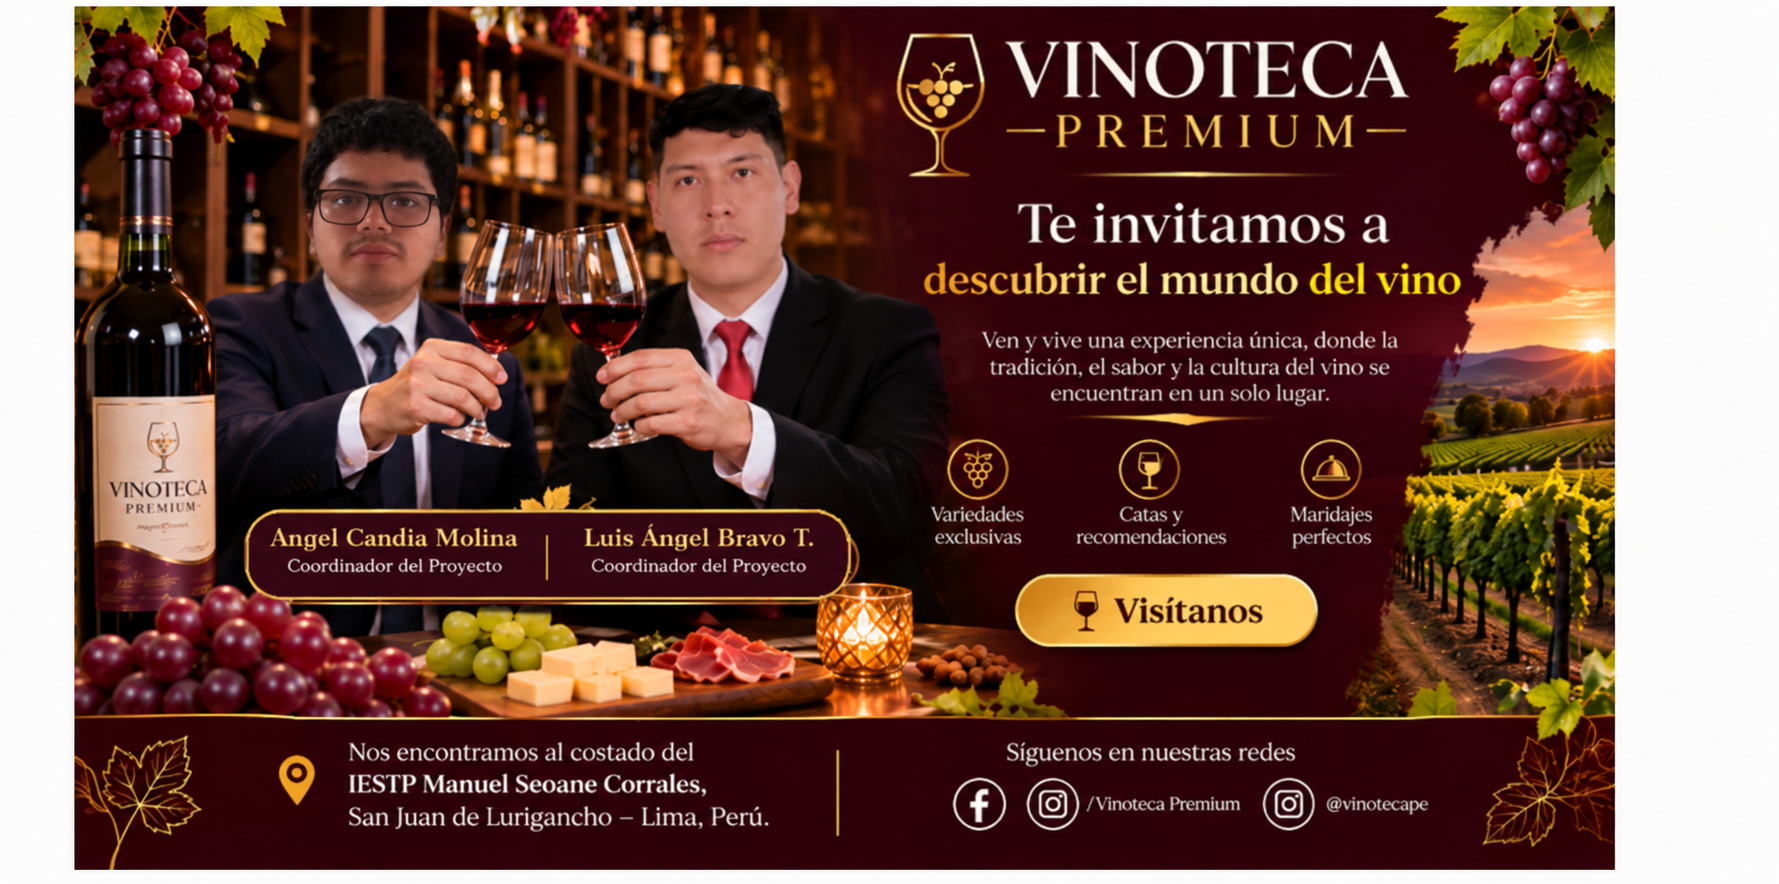 VINOTECA
PREMIUM
Te invitamos a
descubrir el mundo del vino
Ven y vive una experiencia única, donde la
tradición, el sabor y la cultura del vino se
encuentran en un solo lugar.
Variedades
exclusivas
Catas y
recomendaciones
Maridajes
perfectos
Visítanos
VINOTECA
PREMIUM
Angel Candia Molina
Coordinador del Proyecto
Luis Ángel Bravo T.
Coordinador del Proyecto
Nos encontramos al costado del
IESTP Manuel Seoane Corrales,
San Juan de Lurigancho – Lima, Perú.
Síguenos en nuestras redes
/Vinoteca Premium
@vinotecape